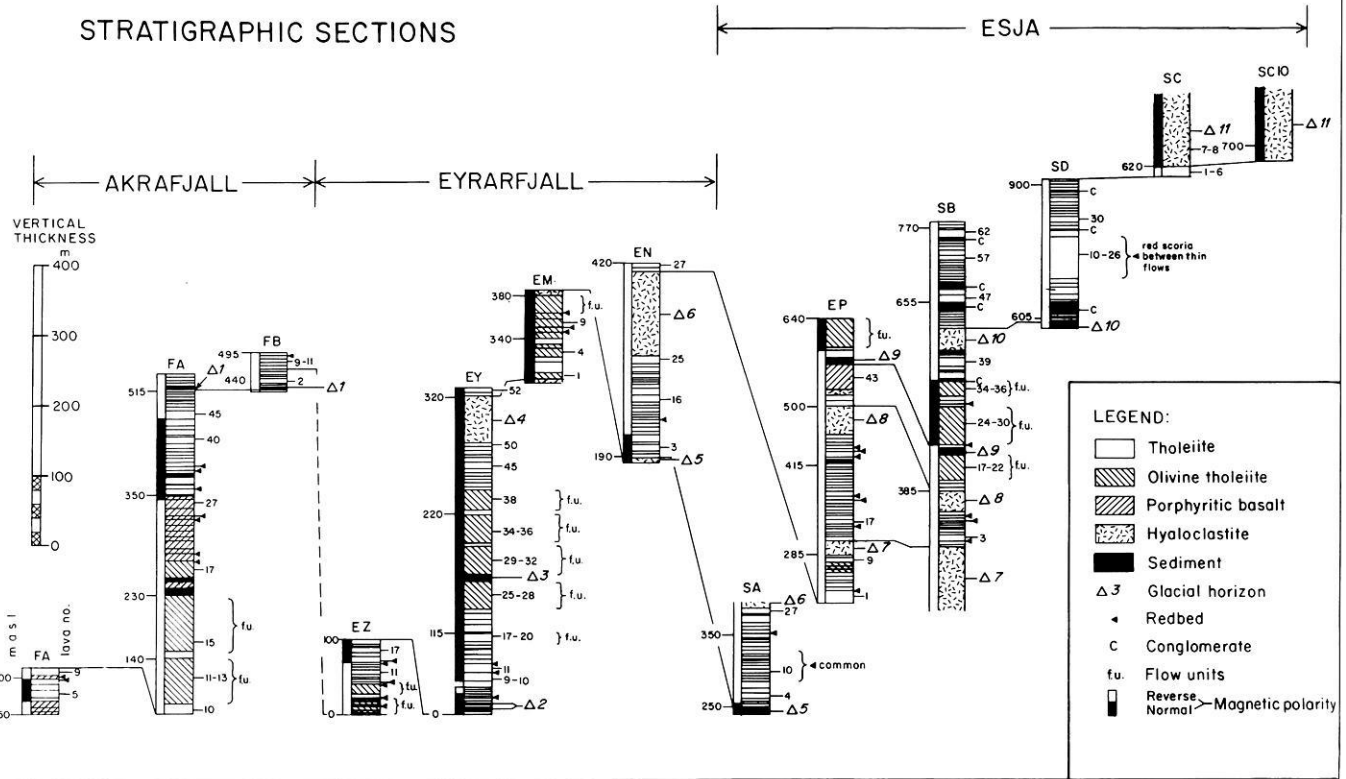 STRATIGRAPHIC SECTIONS
ESJA
AKRAFJALL
EYRARFJALL
VERTICAL
THICKNESS
m
400
300
200
100
0
m a s l
lava no.
FA
9
5
FA
515
350
230
140
Δ1
45
40
27
17
15
11-13
10
f.u.
f.u.
FB
495
440
9-11
2
Δ1
EZ
100
0
17
11
f.u.
f.u.
EY
320
220
115
0
52
Δ4
50
45
38
34-36
29-32
Δ3
25-28
17-20
11
9-10
Δ2
f.u.
f.u.
f.u.
f.u.
f.u.
EM
380
340
f.u.
9
4
1
EN
420
190
27
Δ6
25
16
3
Δ5
SA
350
250
Δ6
27
10
4
Δ5
common
EP
640
500
415
285
f.u.
Δ9
43
Δ8
17
Δ7
9
1
SB
770
655
385
62
C
57
C
47
C
Δ10
39
C
34-36
f.u.
24-30
f.u.
Δ9
17-22
f.u.
Δ8
3
Δ7
SD
900
605
C
30
C
10-26
red scoria
between thin
flows
C
Δ10
SC
620
Δ11
7-8
1-6
SC10
700
Δ11
LEGEND:
Tholeiite
Olivine tholeiite
Porphyritic basalt
Hyaloclastite
Sediment
Δ3 Glacial horizon
Redbed
C Conglomerate
f.u. Flow units
Reverse
Normal
Magnetic polarity